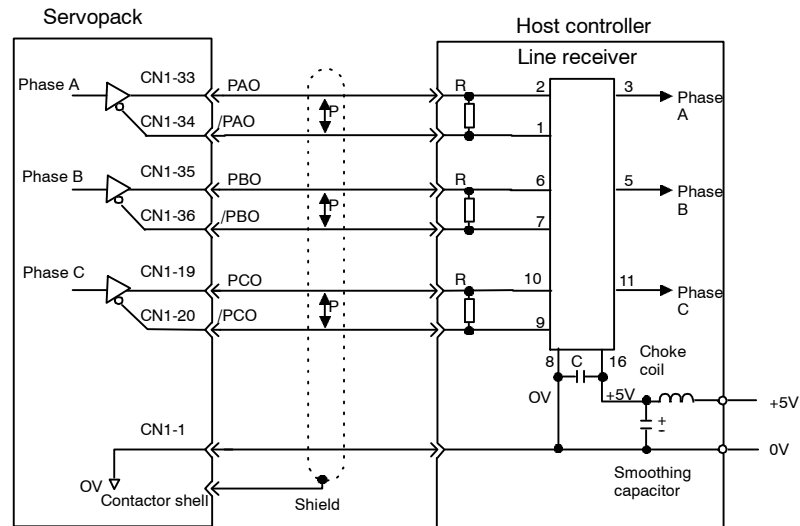 Servopack
Host controller
Line receiver
Phase A
CN1-33
PAO
R
2
3
Phase
A
P
CN1-34
/PAO
1
Phase B
CN1-35
PBO
R
6
5
Phase
B
P
CN1-36
/PBO
7
Phase C
CN1-19
PCO
R
10
11
Phase
C
P
CN1-20
/PCO
9
8
C
16
Choke
coil
OV
+5V
+5V
+
-
CN1-1
0V
OV
Contactor shell
Shield
Smoothing
capacitor